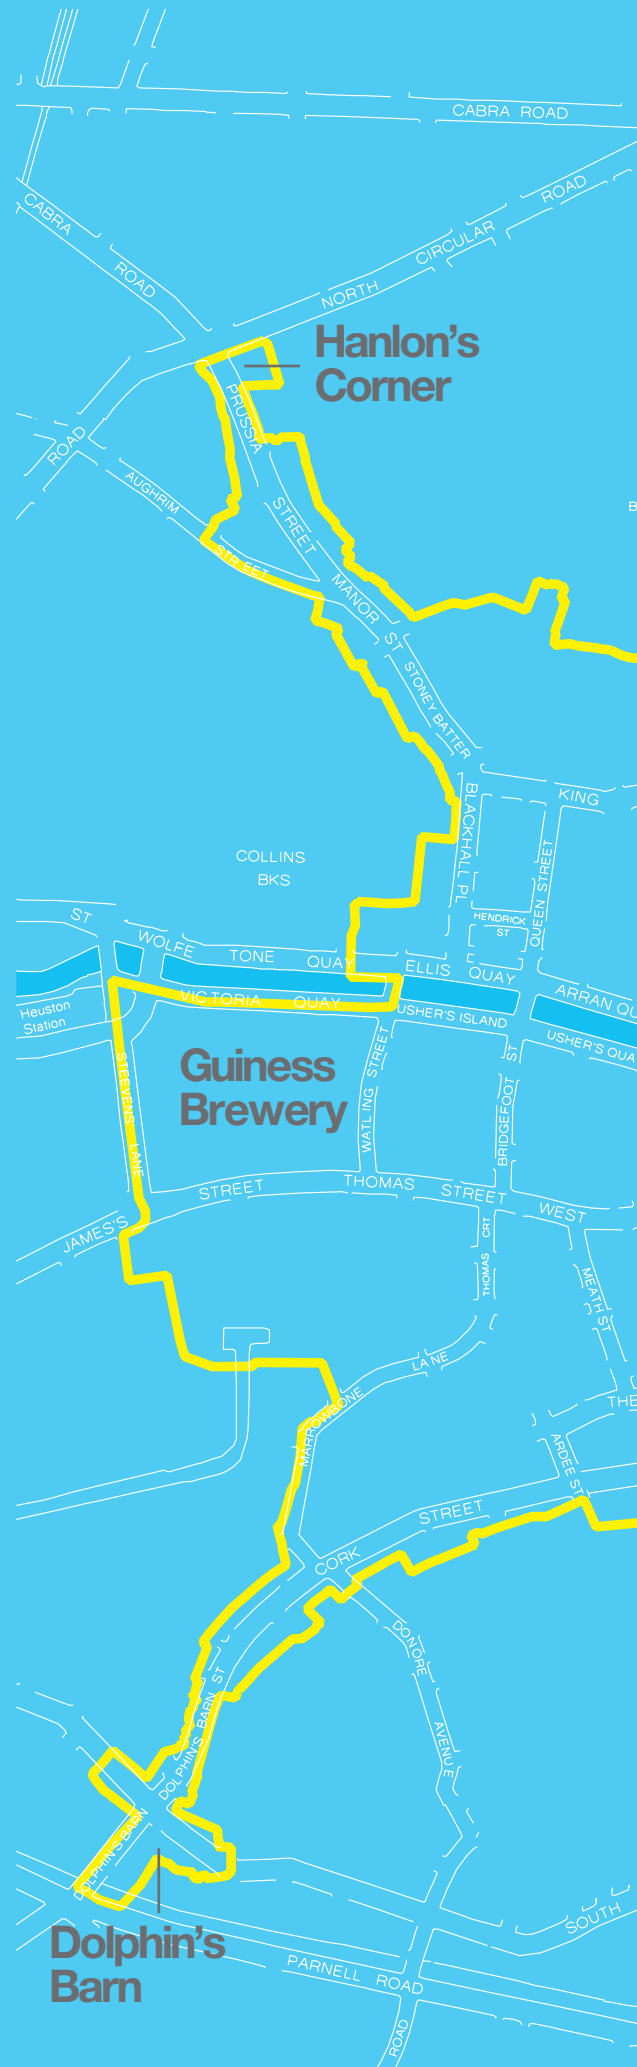 CABRA ROAD
CABRA
ROAD
NORTH
CIRCULAR
ROAD
Hanlon's
Corner
PRUSSIA
STREET
ROAD
AUGHRIM
STREET
MANOR
ST
STONEY BATTER
B
KING
BLACKHALL PL
QUEEN STREET
COLLINS
BKS
HENDRICK
ST
ST
WOLFE
TONE
QUAY
ELLIS
QUAY
ARRAN QU
VICTORIA
QUAY
USHER'S ISLAND
USHER'S QUA
Heuston
Station
Guiness
Brewery
STEEVENS
LANE
WATLING STREET
BRIDGEFOOT
ST
JAMES'S
STREET
THOMAS
STREET
WEST
THOMAS
CRT
MEATH ST
LANE
MARROWBONE
THE
ARDEE ST
STREET
CORK
DONORE
AVENUE
DOLPHIN'S BARN ST
DOLPHIN'S BARN
Dolphin's
Barn
SOUTH
PARNELL ROAD
ROAD